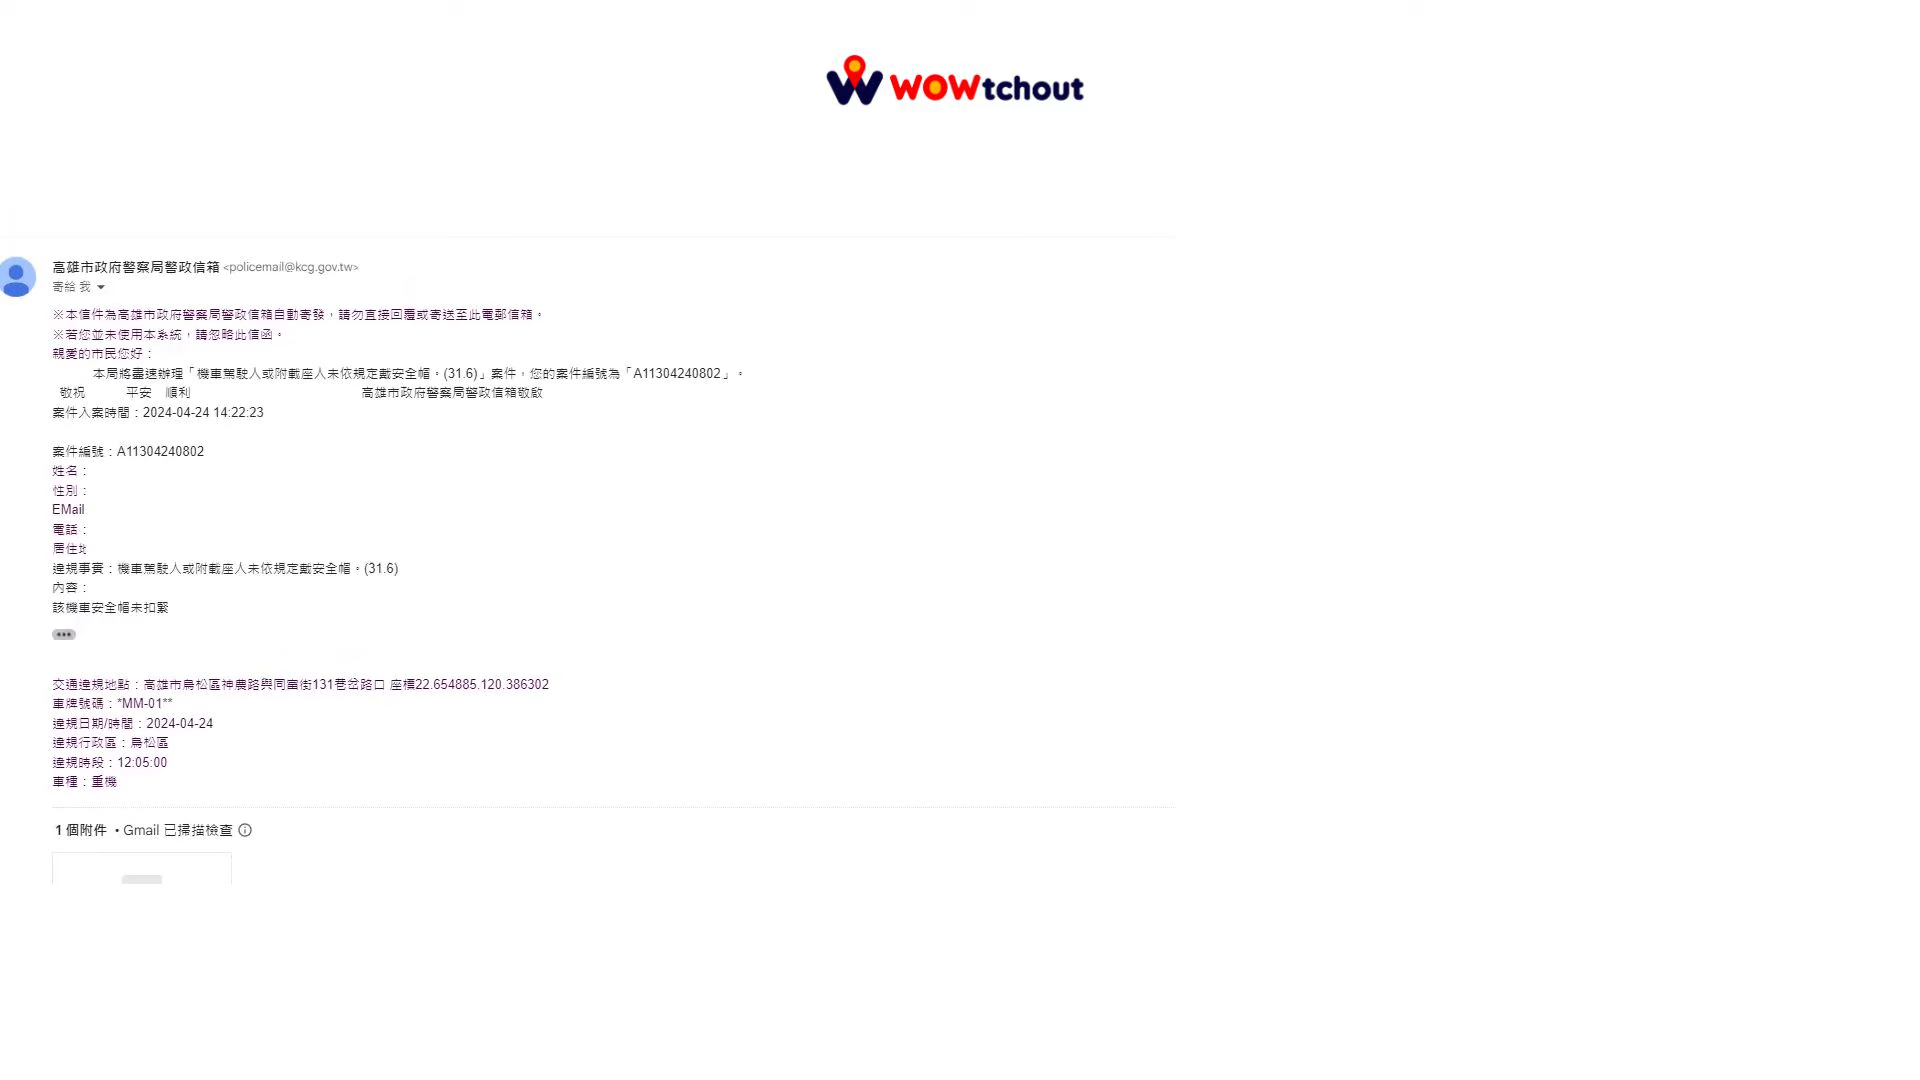 wowtchout
高雄市政府警察局警政信箱 <policemail@kcg.gov.tw>
寄給 我
※本信件為高雄市政府警察局警政信箱自動寄發，請勿直接回覆或寄送至此電郵信箱。
※若您並未使用本系統，請忽略此信函。
親愛的市民您好：
本局將盡速辦理「機車駕駛人或附載座人未依規定戴安全帽。(31.6)」案件，您的案件編號為「A11304240802」。
敬祝 平安 順利 高雄市政府警察局警政信箱敬啟
案件入案時間：2024-04-24 14:22:23
案件編號：A11304240802
姓名：
性別：
EMail
電話：
居住地
違規事實：機車駕駛人或附載座人未依規定戴安全帽。(31.6)
內容：
該機車安全帽未扣緊
交通違規地點：高雄市鳥松區神農路與同富街131巷岔路口 座標22.654885.120.386302
車牌號碼：*MM-01**
違規日期/時間：2024-04-24
違規行政區：鳥松區
違規時段：12:05:00
車種：重機
1 個附件 • Gmail 已掃描檢查